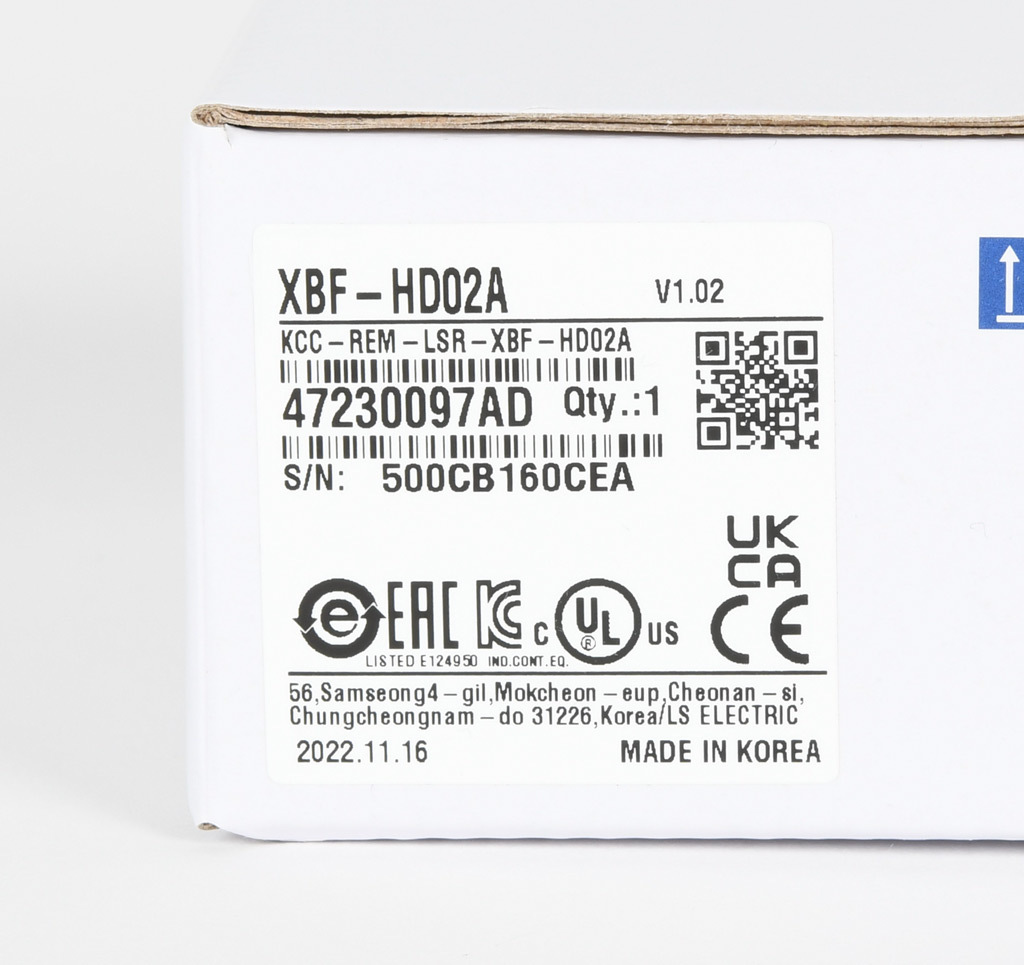 XBF-HD02A V1.02
KCC-REM-LSR-XBF-HD02A
47230097AD Qty.:1
S/N: 500CB160CEA
UK
CA
e EAC KC c UL® US CE
LISTED E124950 IND.CONT.EQ.
56,Samseong4-gil,Mokcheon-eup,Cheonan-si,
Chungcheongnam-do 31226,Korea/LS ELECTRIC
2022.11.16 MADE IN KOREA